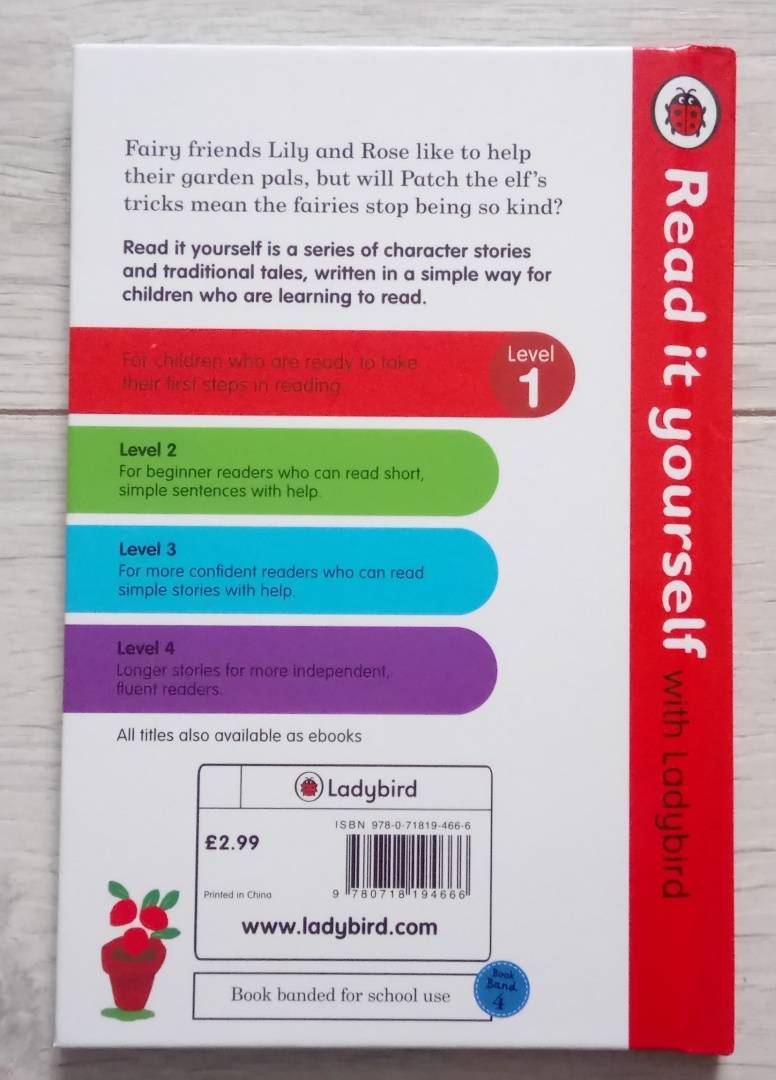 Fairy friends Lily and Rose like to help
their garden pals, but will Patch the elf's
tricks mean the fairies stop being so kind?
Read it yourself is a series of character stories
and traditional tales, written in a simple way for
children who are learning to read.
For children who are ready to take
their first steps in reading.
Level
1
Level 2
For beginner readers who can read short,
simple sentences with help.
Level 3
For more confident readers who can read
simple stories with help.
Level 4
Longer stories for more independent,
fluent readers.
All titles also available as ebooks
Ladybird
£2.99
ISBN 978-0-71819-466-6
9 780718 194666
Printed in China
www.ladybird.com
Book banded for school use
Book
Band
4
Read it yourself with Ladybird